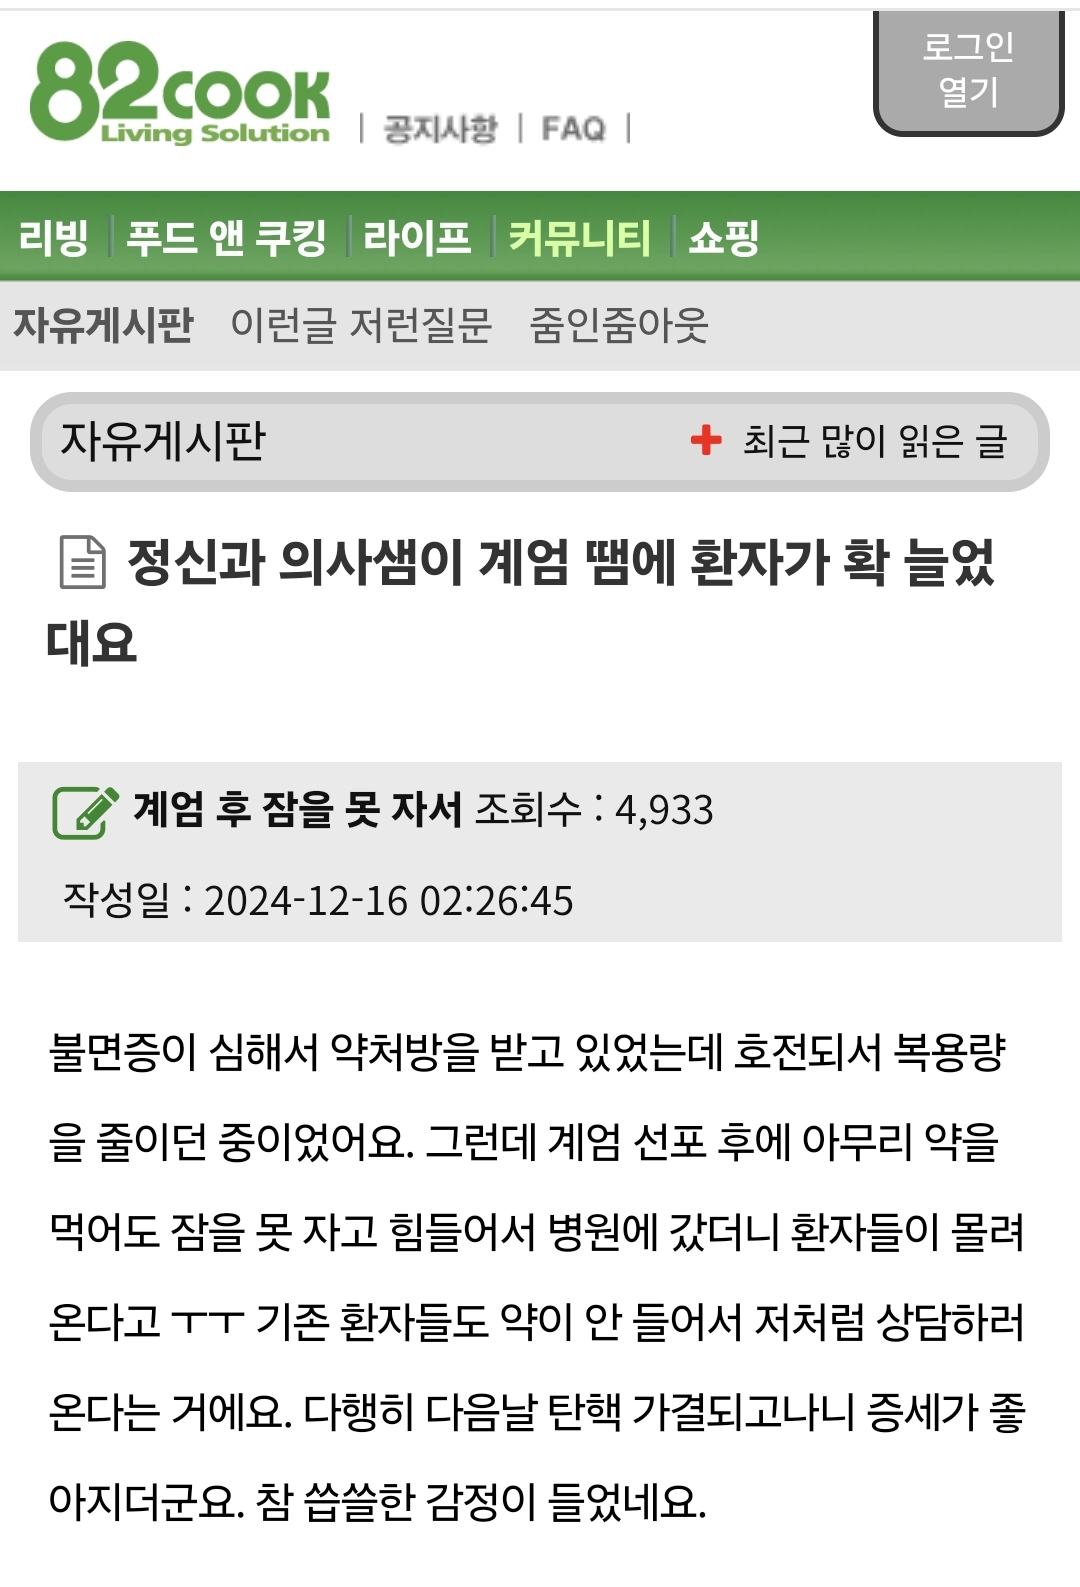 82cook
Living Solution
| 공지사항 | FAQ |
로그인
열기
리빙 | 푸드 앤 쿠킹 | 라이프 | 커뮤니티 | 쇼핑
자유게시판 이런글 저런질문 줌인줌아웃
자유게시판 + 최근 많이 읽은 글
정신과 의사샘이 계엄 땜에 환자가 확 늘었
대요
계엄 후 잠을 못 자서 조회수 : 4,933
작성일 : 2024-12-16 02:26:45
불면증이 심해서 약처방을 받고 있었는데 호전되서 복용량
을 줄이던 중이었어요. 그런데 계엄 선포 후에 아무리 약을
먹어도 잠을 못 자고 힘들어서 병원에 갔더니 환자들이 몰려
온다고 ㅜㅜ 기존 환자들도 약이 안 들어서 저처럼 상담하러
온다는 거에요. 다행히 다음날 탄핵 가결되고나니 증세가 좋
아지더군요. 참 씁쓸한 감정이 들었네요.